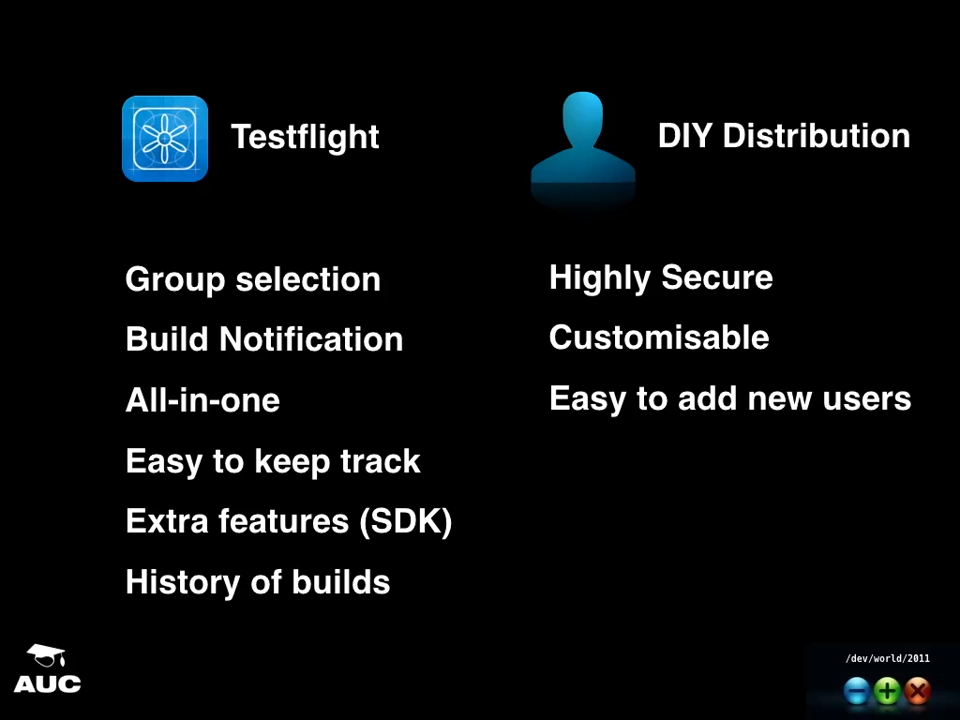 Testflight
Group selection
Build Notification
All-in-one
Easy to keep track
Extra features (SDK)
History of builds
DIY Distribution
Highly Secure
Customisable
Easy to add new users
AUC
/dev/world/2011